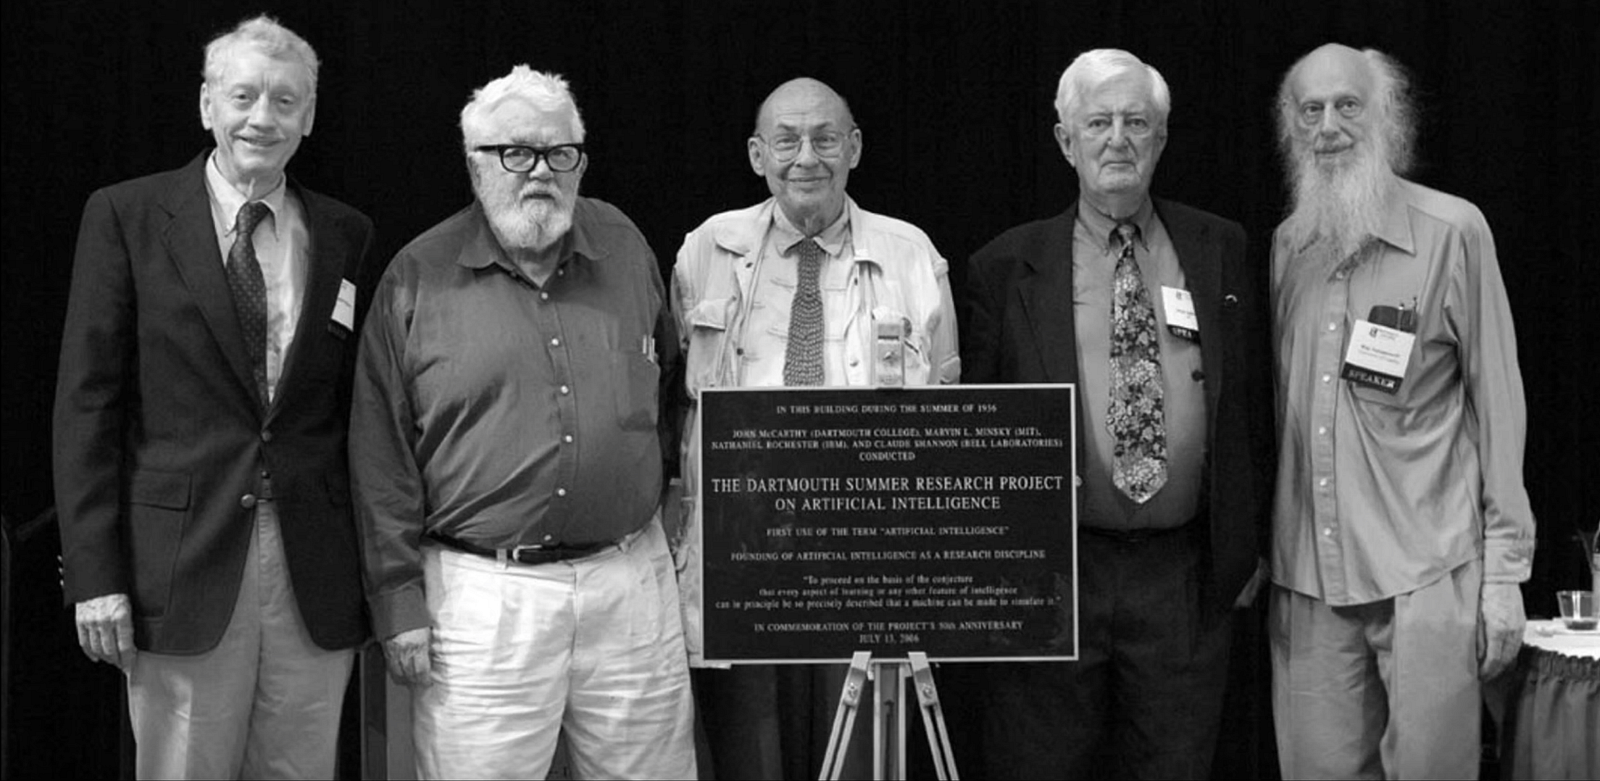 IN THIS BUILDING DURING THE SUMMER OF 1956
JOHN McCARTHY (DARTMOUTH COLLEGE), MARVIN L. MINSKY (MIT),
NATHANIEL ROCHESTER (IBM), AND CLAUDE SHANNON (BELL LABORATORIES)
CONDUCTED
THE DARTMOUTH SUMMER RESEARCH PROJECT
ON ARTIFICIAL INTELLIGENCE
FIRST USE OF THE TERM "ARTIFICIAL INTELLIGENCE"
FOUNDING OF ARTIFICIAL INTELLIGENCE AS A RESEARCH DISCIPLINE
"To proceed on the basis of the conjecture
that every aspect of learning or any other feature of intelligence
can in principle be so precisely described that a machine can be made to simulate it."
IN COMMEMORATION OF THE PROJECT'S 50th ANNIVERSARY
JULY 13, 2006
SPEAKER